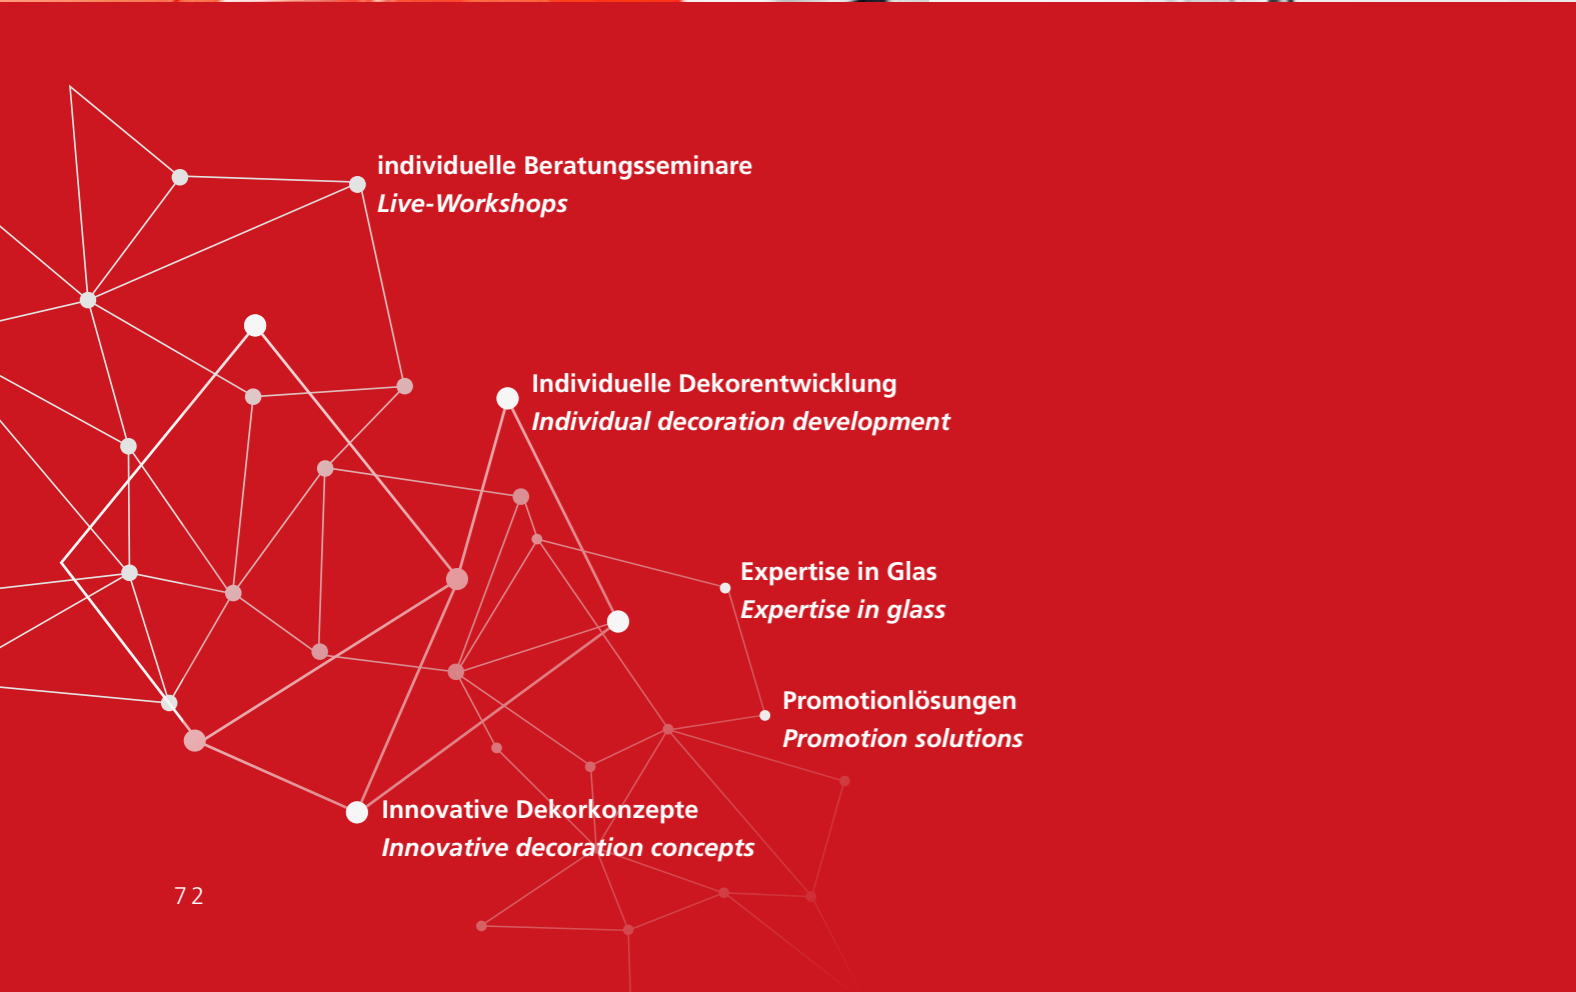 individuelle Beratungsseminare
Live-Workshops
Individuelle Dekorentwicklung
Individual decoration development
Expertise in Glas
Expertise in glass
Promotionlösungen
Promotion solutions
Innovative Dekorkonzepte
Innovative decoration concepts
72